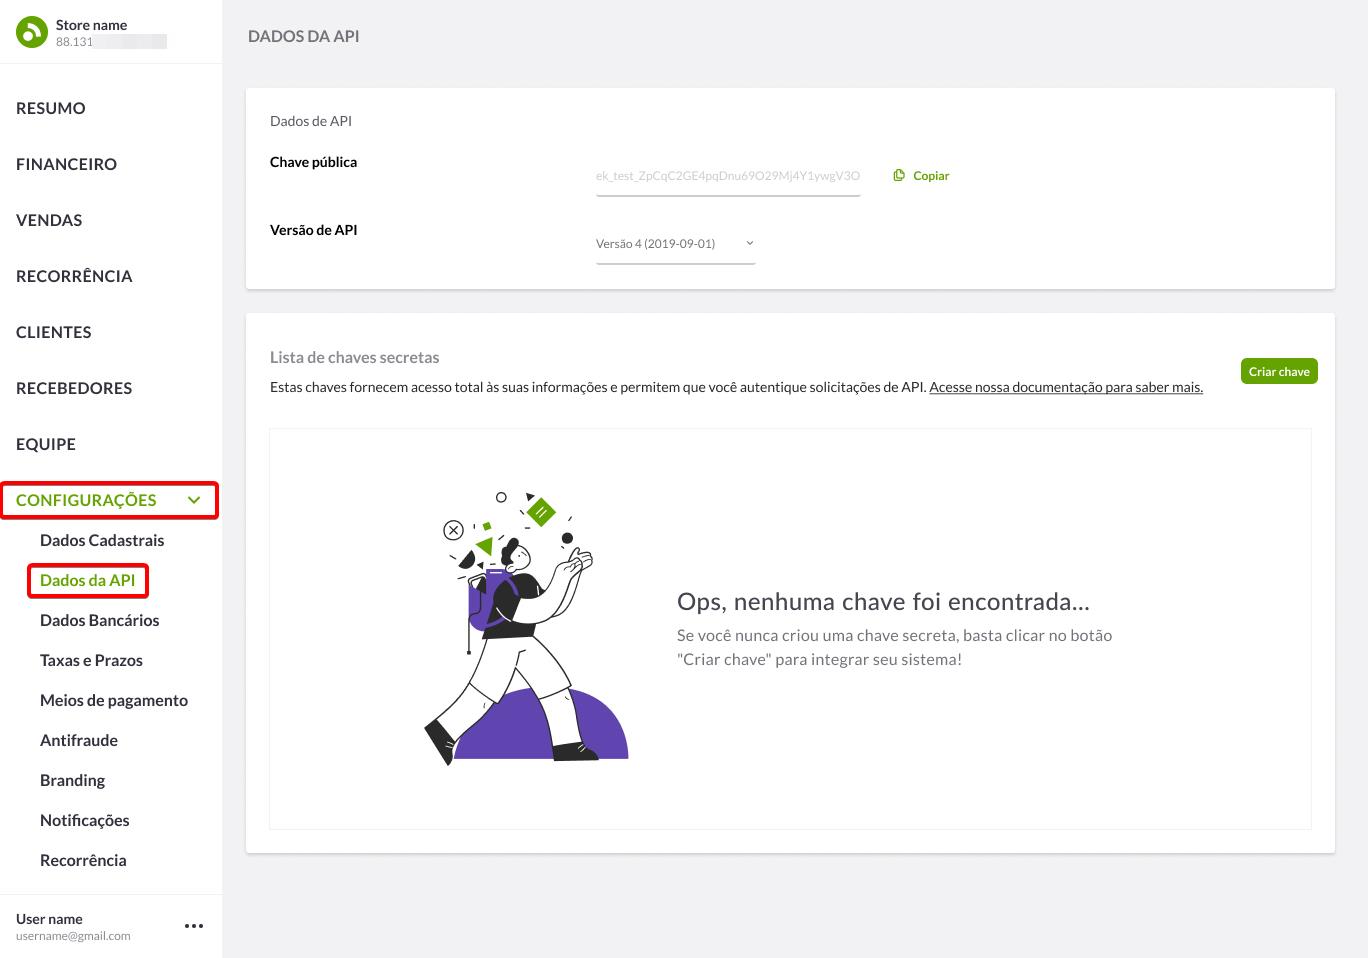 Store name
88.131
RESUMO
FINANCEIRO
VENDAS
RECORRÊNCIA
CLIENTES
RECEBEDORES
EQUIPE
CONFIGURAÇÕES
Dados Cadastrais
Dados da API
Dados Bancários
Taxas e Prazos
Meios de pagamento
Antifraude
Branding
Notificações
Recorrência
User name
username@gmail.com
DADOS DA API
Dados de API
Chave pública
ek_test_ZpCqC2GE4pqDnu69O29Mj4Y1ywgV3O
Copiar
Versão de API
Versão 4 (2019-09-01)
Lista de chaves secretas
Estas chaves fornecem acesso total às suas informações e permitem que você autentique solicitações de API. Acesse nossa documentação para saber mais.
Criar chave
Ops, nenhuma chave foi encontrada...
Se você nunca criou uma chave secreta, basta clicar no botão
"Criar chave" para integrar seu sistema!